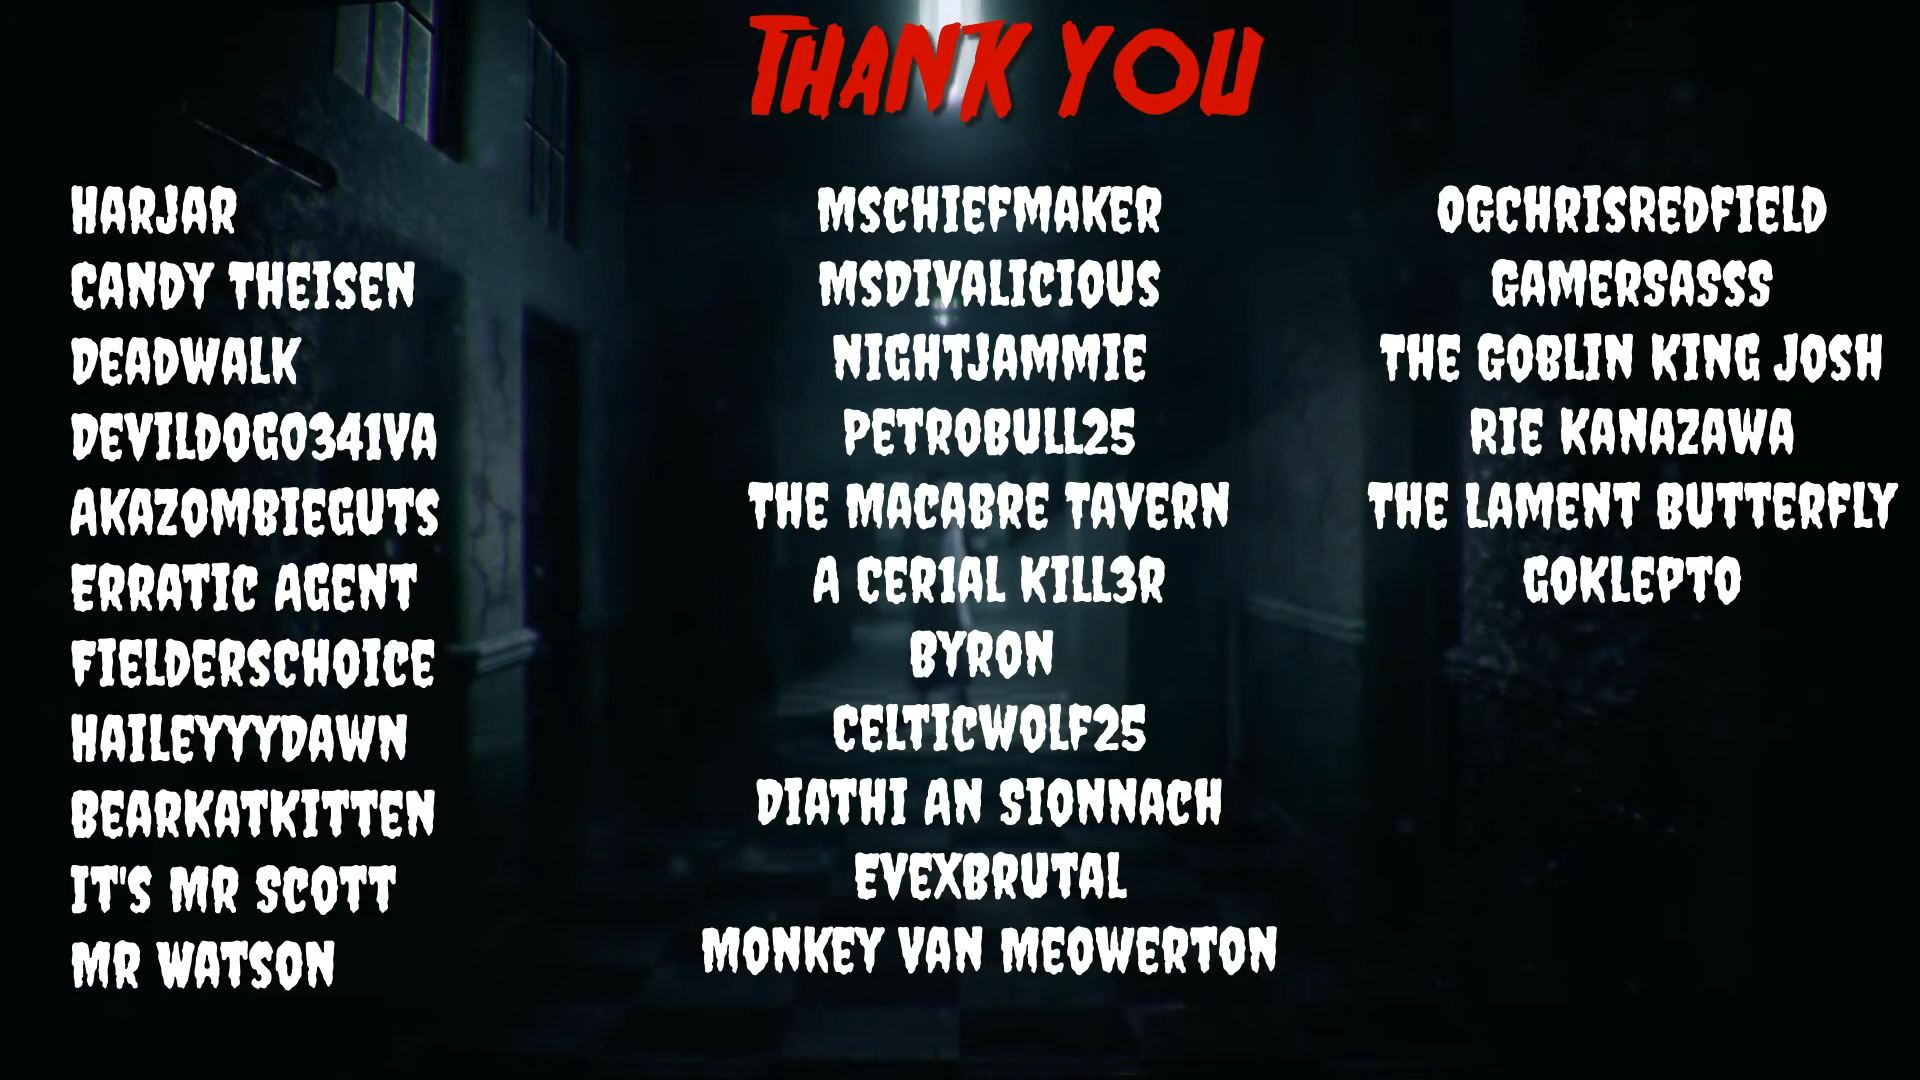 THANK YOU
HARJAR
CANDY THEISEN
DEADWALK
DEVILDOGO341VA
AKAZOMBIEGUTS
ERRATIC AGENT
FIELDERSCHOICE
HAILEYYYDAWN
BEARKATKITTEN
IT'S MR SCOTT
MR WATSON
MSCHIEFMAKER
MSDIVALICIOUS
NIGHTJAMMIE
PETROBULL25
THE MACABRE TAVERN
A CER1AL KILL3R
BYRON
CELTICWOLF25
DIATHI AN SIONNACH
EVEXBRUTAL
MONKEY VAN MEOWERTON
OGCHRISREDFIELD
GAMERSASSS
THE GOBLIN KING JOSH
RIE KANAZAWA
THE LAMENT BUTTERFLY
GOKLEPTO